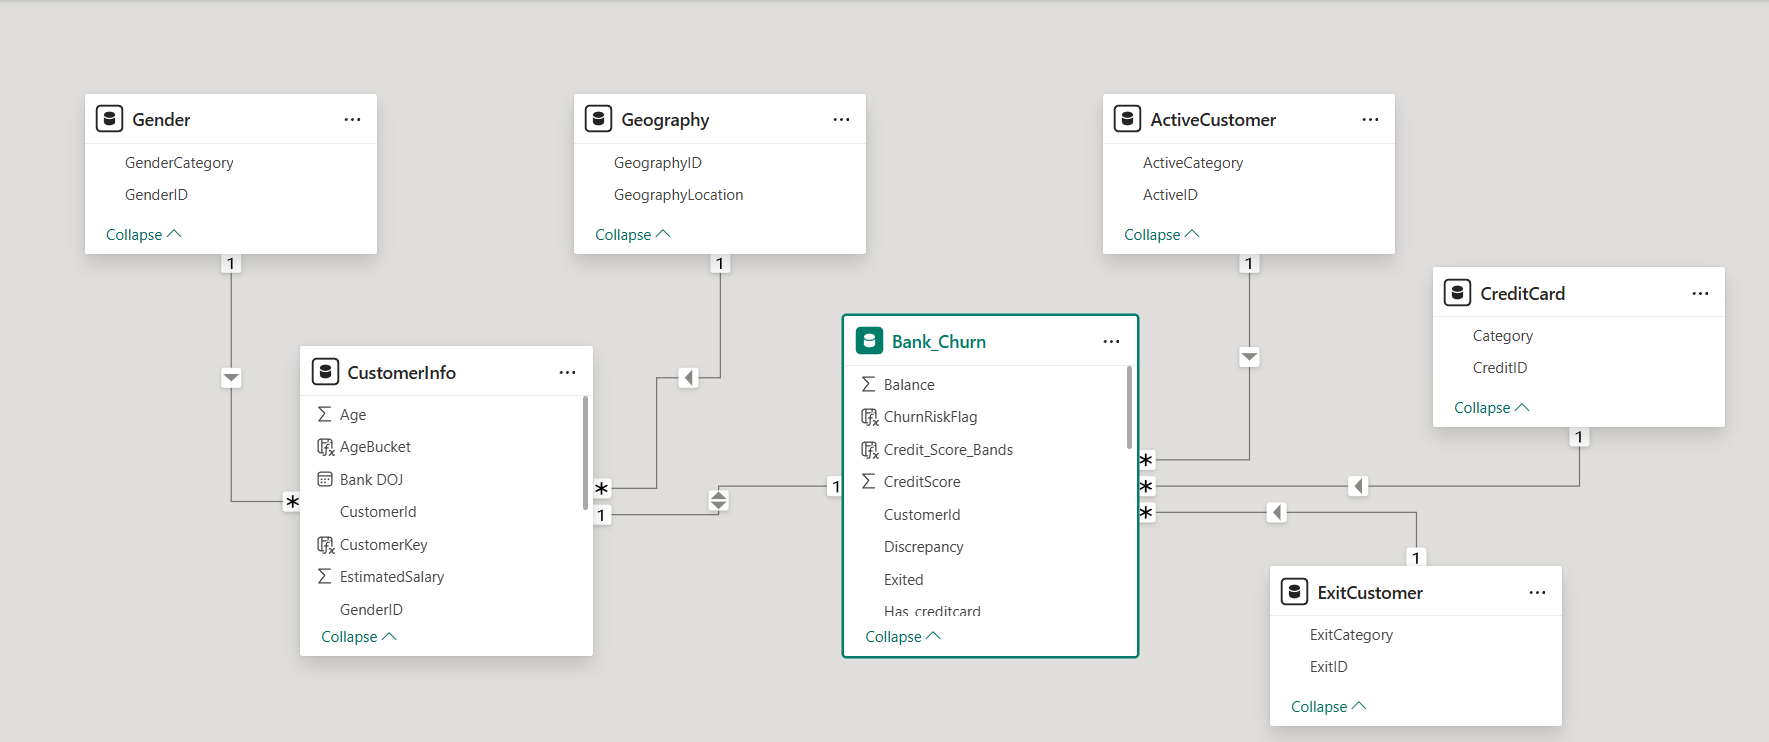 Gender
...
GenderCategory
GenderID
Collapse
1
Geography
...
GeographyID
GeographyLocation
Collapse
1
ActiveCustomer
...
ActiveCategory
ActiveID
Collapse
1
CreditCard
...
Category
CreditID
Collapse
1
CustomerInfo
...
Σ Age
AgeBucket
Bank DOJ
CustomerId
CustomerKey
Σ EstimatedSalary
GenderID
Collapse
*
*
1
Bank_Churn
...
Σ Balance
ChurnRiskFlag
Credit_Score_Bands
Σ CreditScore
CustomerId
Discrepancy
Exited
Has_creditcard
Collapse
1
*
*
*
1
ExitCustomer
...
ExitCategory
ExitID
Collapse